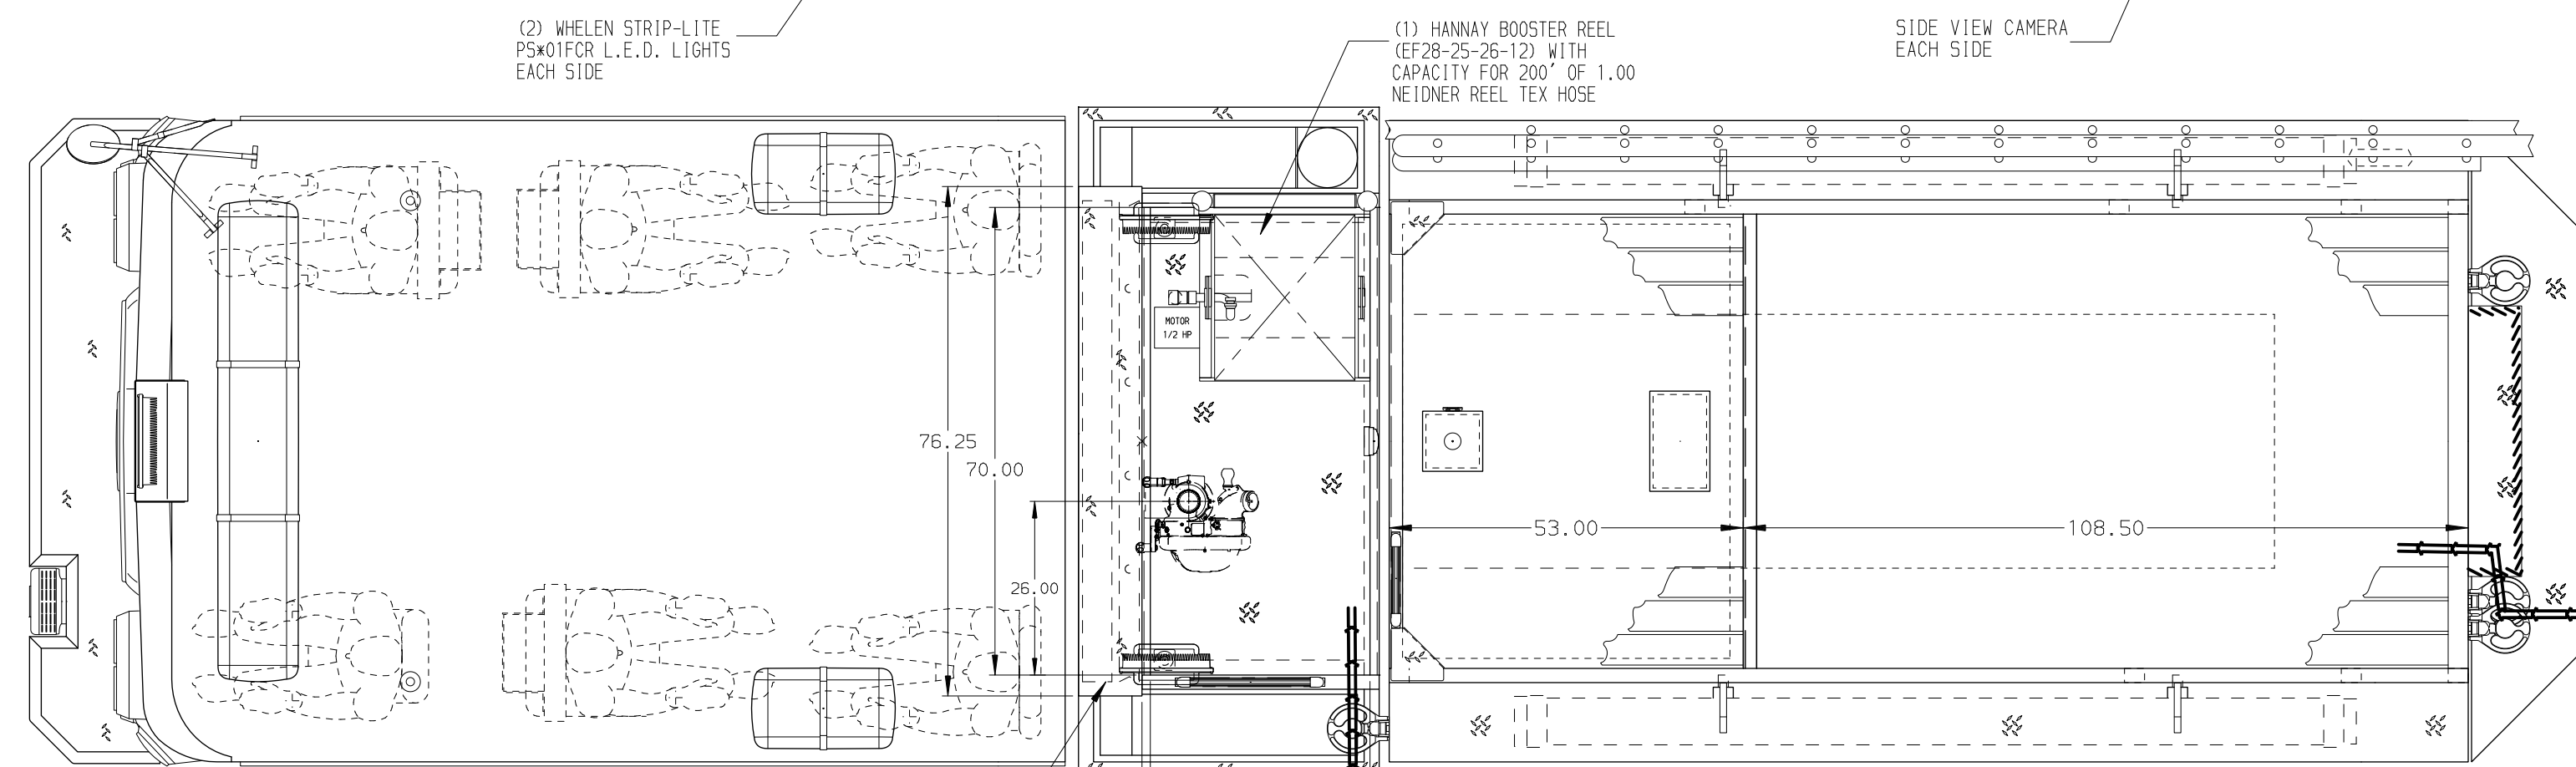 (2) WHELEN STRIP-LITE
PS*01FCR L.E.D. LIGHTS
EACH SIDE
(1) HANNAY BOOSTER REEL
(EF28-25-26-12) WITH
CAPACITY FOR 200' OF 1.00
NEIDNER REEL TEX HOSE
SIDE VIEW CAMERA
EACH SIDE
MOTOR
1/2 HP
76.25
70.00
26.00
53.00
108.50